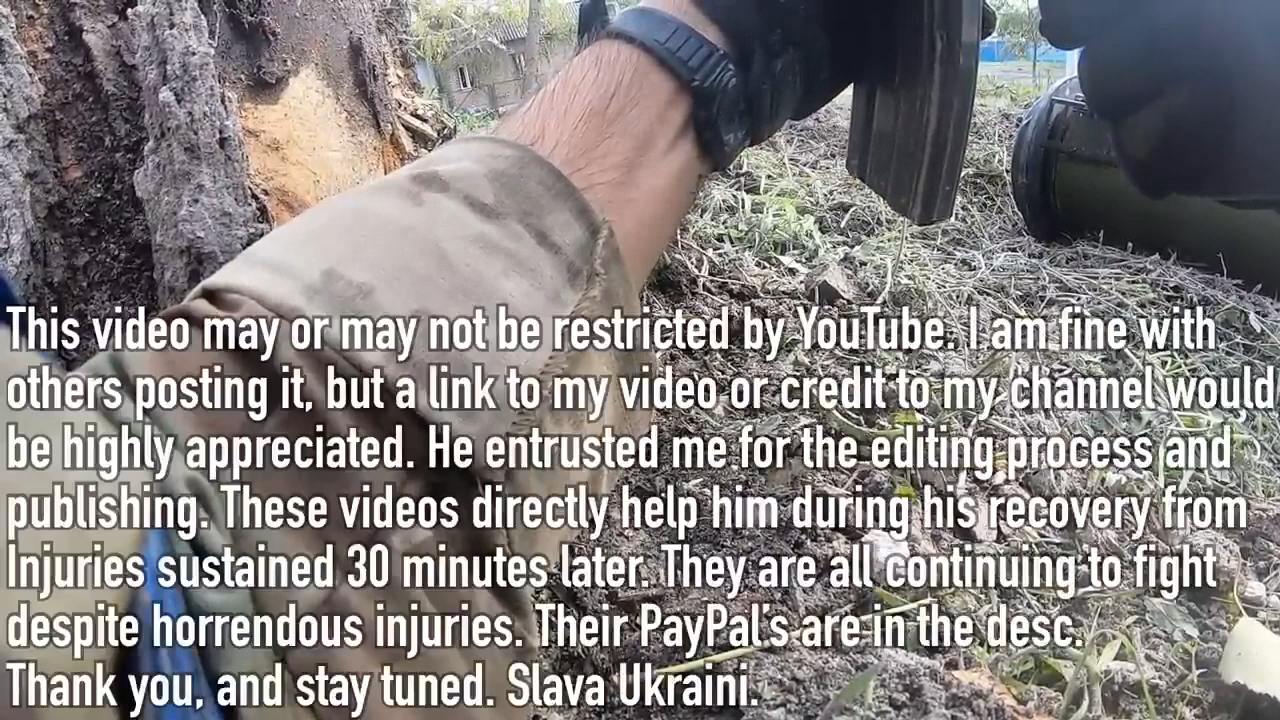 This video may or may not be restricted by YouTube. I am fine with
others posting it, but a link to my video or credit to my channel would
be highly appreciated. He entrusted me for the editing process and
publishing. These videos directly help him during his recovery from
Injuries sustained 30 minutes later. They are all continuing to fight
despite horrendous injuries. Their PayPal's are in the desc.
Thank you, and stay tuned. Slava Ukraini.